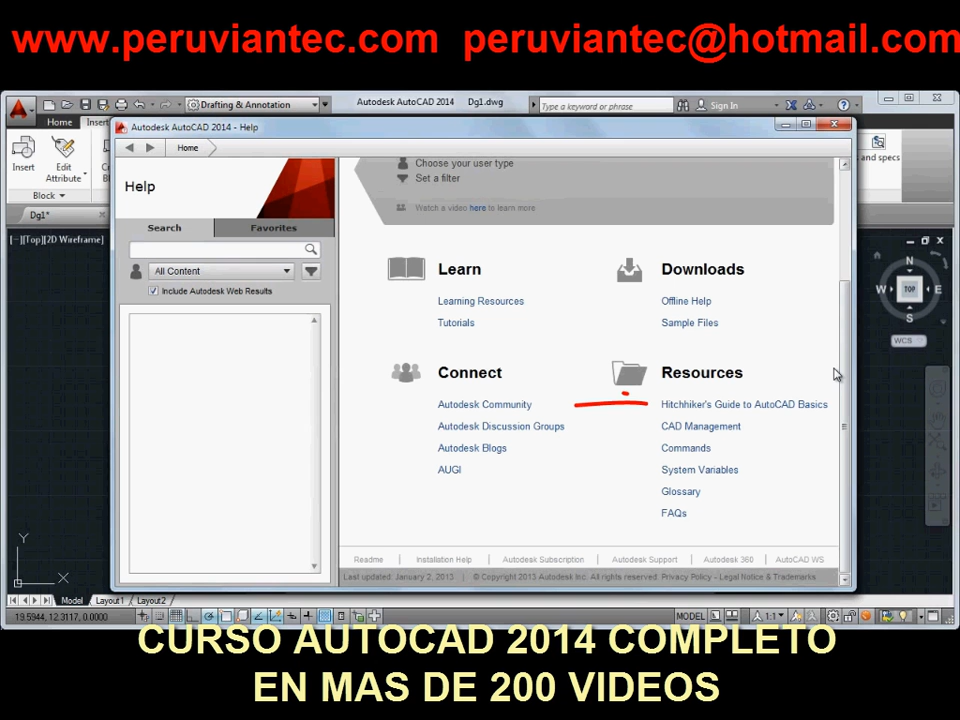 www.peruviantec.com peruviantec@hotmail.com
Drafting & Annotation
Autodesk AutoCAD 2014 Dg1.dwg
Type a keyword or phrase
Sign In
Home
Insert
Autodesk AutoCAD 2014 - Help
Home
Insert
Edit
Attribute
Block
Dg1*
and specs
[−][Top][2D Wireframe]
Help
Search
Favorites
All Content
Include Autodesk Web Results
Choose your user type
Set a filter
Watch a video here to learn more
Learn
Learning Resources
Tutorials
Downloads
Offline Help
Sample Files
Connect
Autodesk Community
Autodesk Discussion Groups
Autodesk Blogs
AUGI
Resources
Hitchhiker's Guide to AutoCAD Basics
CAD Management
Commands
System Variables
Glossary
FAQs
Readme | Installation Help | Autodesk Subscription | Autodesk Support | Autodesk 360 | AutoCAD WS
Last updated: January 2, 2013 | © Copyright 2013 Autodesk Inc. All rights reserved. Privacy Policy - Legal Notice & Trademarks
N
W TOP E
S
WCS
Y
X
Model Layout1 Layout2
19.5944, 12.3117, 0.0000
MODEL
1:1
CURSO AUTOCAD 2014 COMPLETO
EN MAS DE 200 VIDEOS